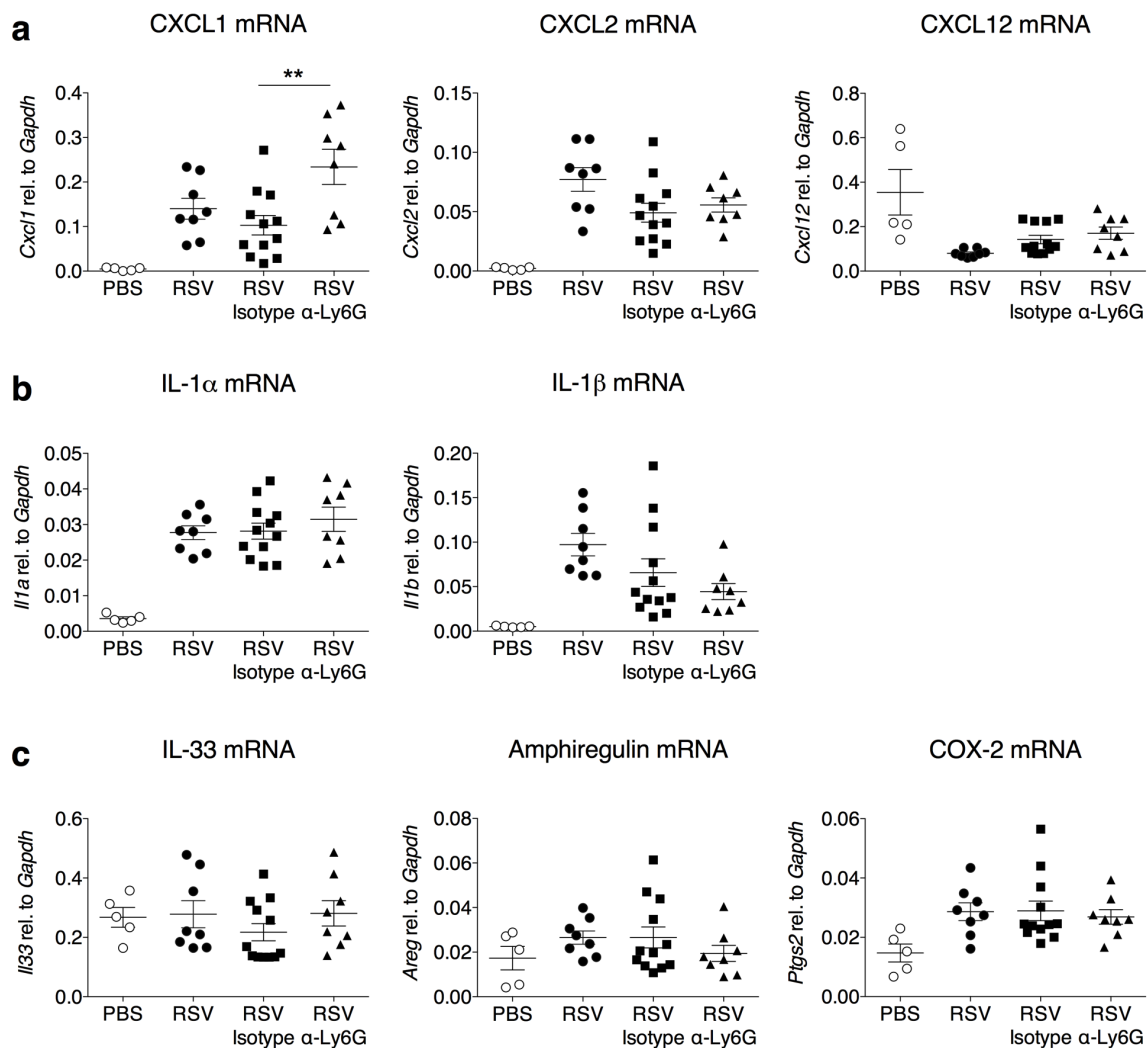 a
CXCL1 mRNA
CXCL2 mRNA
CXCL12 mRNA
**
Cxcl1 rel. to Gapdh
0.4
0.3
0.2
0.1
0.0
PBS RSV RSV RSV
Isotype α-Ly6G
Cxcl2 rel. to Gapdh
0.15
0.10
0.05
0.00
PBS RSV RSV RSV
Isotype α-Ly6G
Cxcl12 rel. to Gapdh
0.8
0.6
0.4
0.2
0.0
PBS RSV RSV RSV
Isotype α-Ly6G
b
IL-1α mRNA
IL-1β mRNA
Il1a rel. to Gapdh
0.05
0.04
0.03
0.02
0.01
0.00
PBS RSV RSV RSV
Isotype α-Ly6G
Il1b rel. to Gapdh
0.20
0.15
0.10
0.05
0.00
PBS RSV RSV RSV
Isotype α-Ly6G
c
IL-33 mRNA
Amphiregulin mRNA
COX-2 mRNA
Il33 rel. to Gapdh
0.6
0.4
0.2
0.0
PBS RSV RSV RSV
Isotype α-Ly6G
Areg rel. to Gapdh
0.08
0.06
0.04
0.02
0.00
PBS RSV RSV RSV
Isotype α-Ly6G
Ptgs2 rel. to Gapdh
0.06
0.04
0.02
0.00
PBS RSV RSV RSV
Isotype α-Ly6G